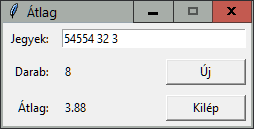 Átlag
Jegyek: 54554 32 3
Darab: 8 Új
Átlag: 3.88 Kilép